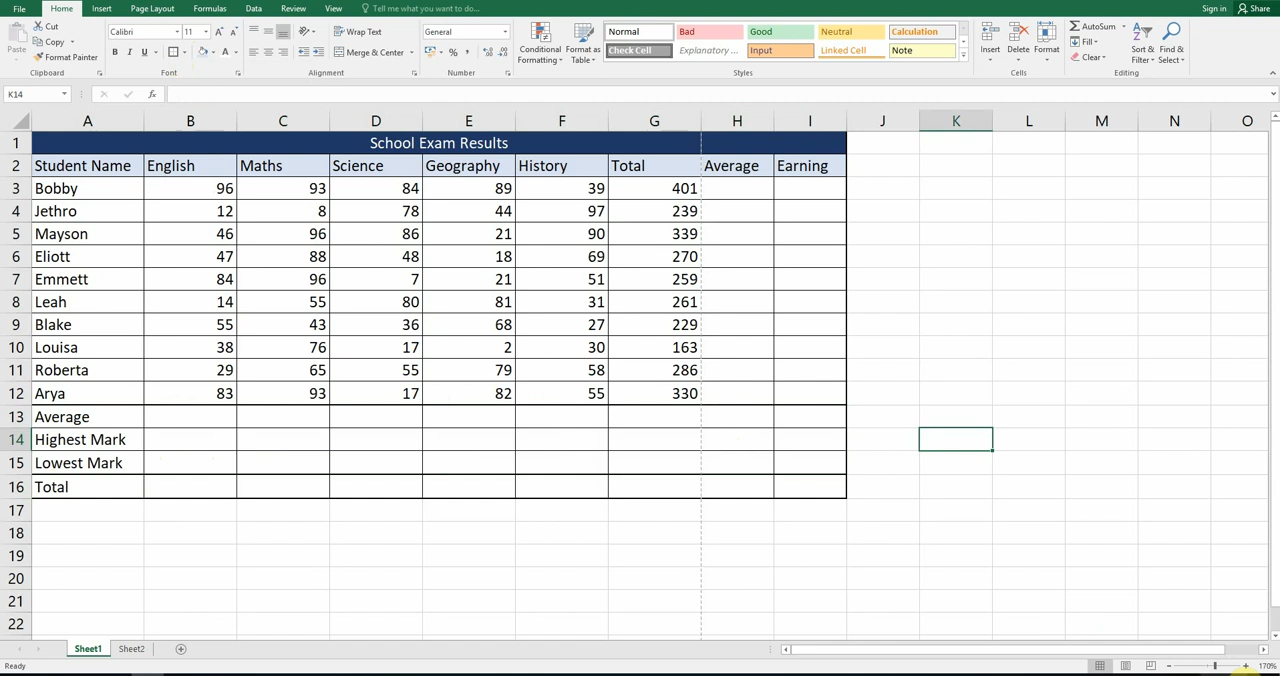 File Home Insert Page Layout Formulas Data Review View Tell me what you want to do... Sign in Share
Cut
Copy
Format Painter
Paste
Clipboard
Calibri 11
B I U
Font
Wrap Text
Merge & Center
Alignment
General
%
Number
Conditional Formatting
Format as Table
Normal Bad Good Neutral Calculation
Check Cell Explanatory ... Input Linked Cell Note
Styles
Insert Delete Format
Cells
AutoSum
Fill
Clear
Sort & Filter
Find & Select
Editing
K14 fx
A B C D E F G H I J K L M N O
1 School Exam Results
2 Student Name English Maths Science Geography History Total Average Earning
3 Bobby 96 93 84 89 39 401
4 Jethro 12 8 78 44 97 239
5 Mayson 46 96 86 21 90 339
6 Eliott 47 88 48 18 69 270
7 Emmett 84 96 7 21 51 259
8 Leah 14 55 80 81 31 261
9 Blake 55 43 36 68 27 229
10 Louisa 38 76 17 2 30 163
11 Roberta 29 65 55 79 58 286
12 Arya 83 93 17 82 55 330
13 Average
14 Highest Mark
15 Lowest Mark
16 Total
17
18
19
20
21
22
Sheet1 Sheet2
Ready 170%